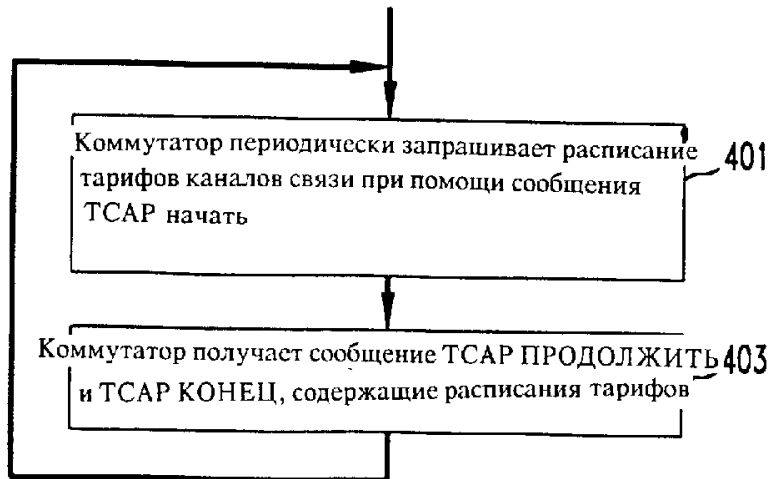 Коммутатор периодически запрашивает расписание
401
тарифов каналов связи при помощи сообщения
TCAP начать
Коммутатор получает сообщение TCAP ПРОДОЛЖИТЬ
403
и TCAP КОНЕЦ, содержащие расписания тарифов